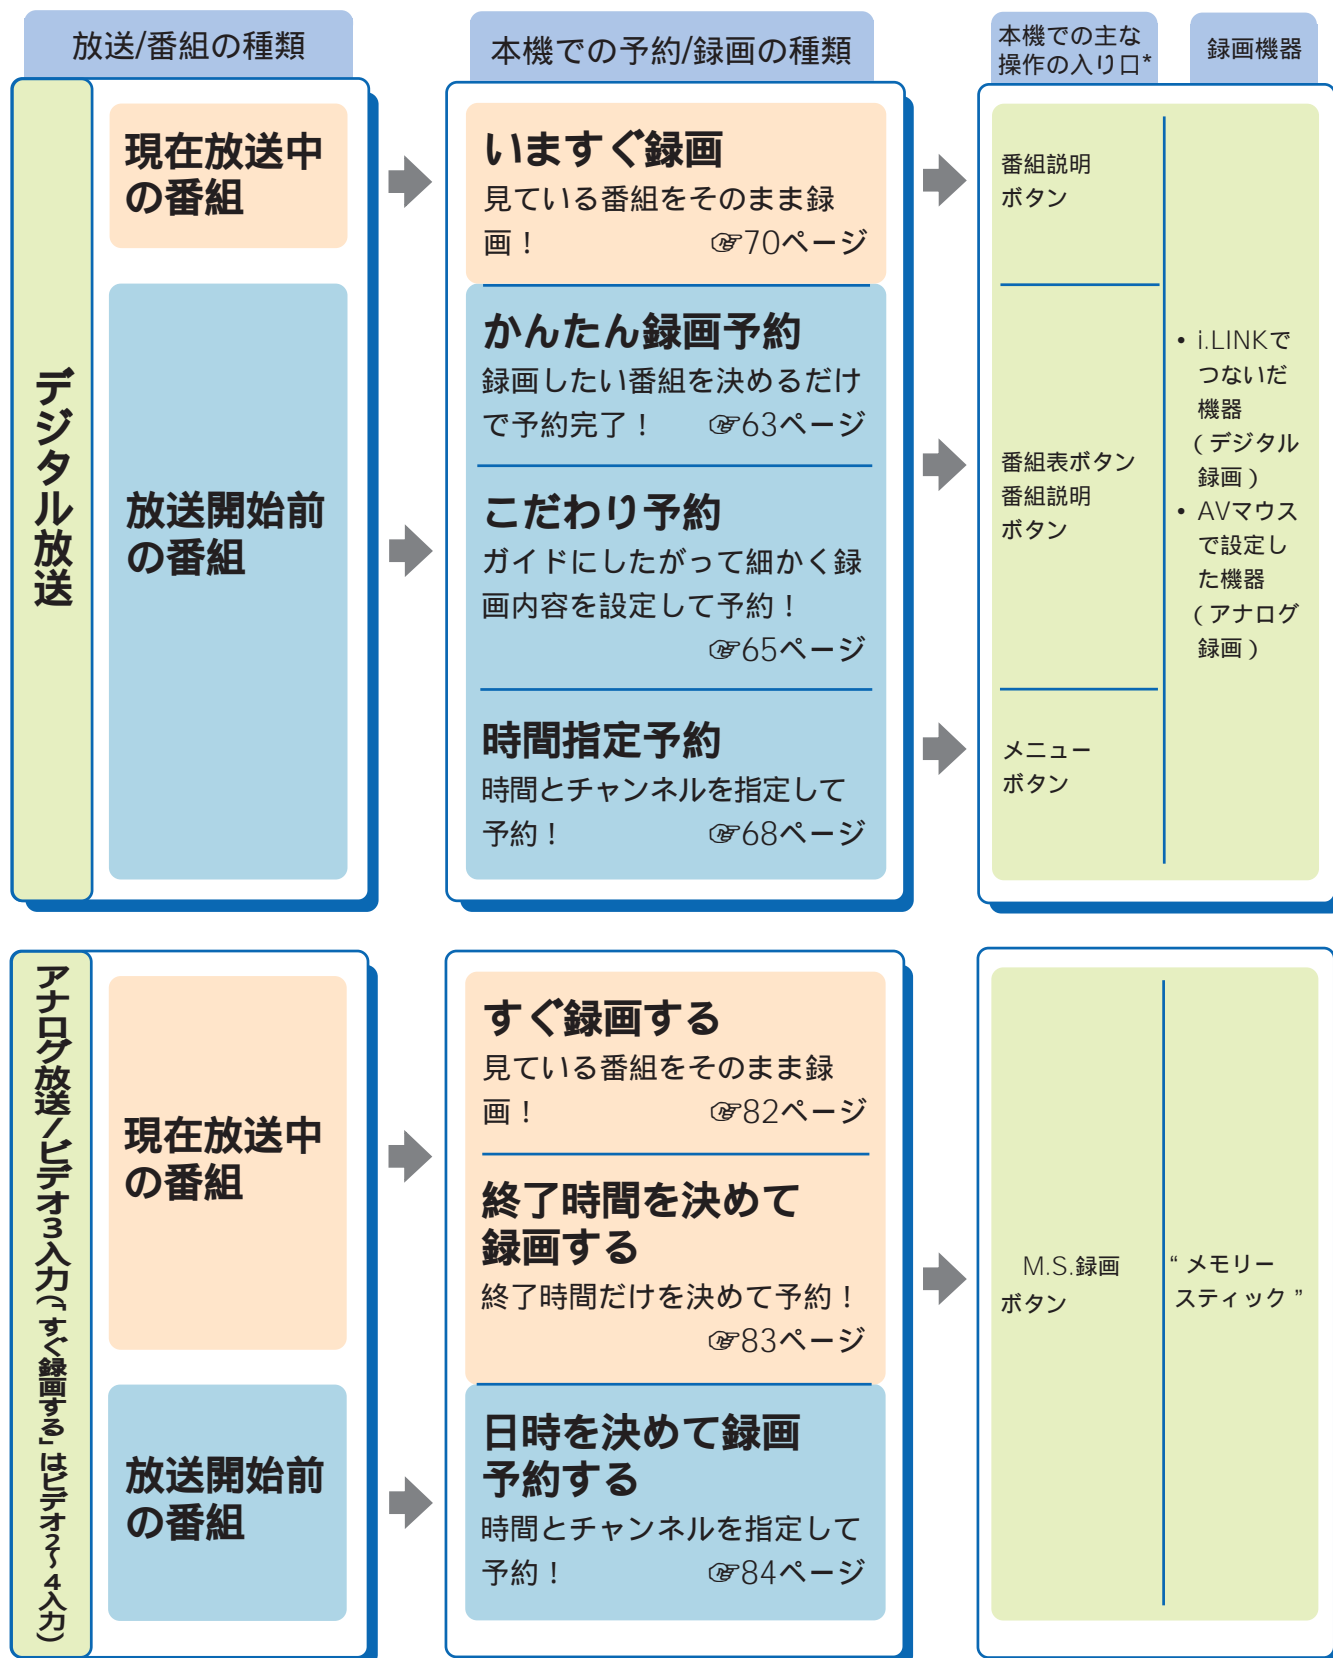 放送/番組の種類
本機での予約/録画の種類
本機での主な
操作の入り口*
録画機器
デジタル放送
現在放送中
の番組
いますぐ録画
見ている番組をそのまま録
画！ ☞70ページ
番組説明
ボタン
放送開始前
の番組
かんたん録画予約
録画したい番組を決めるだけ
で予約完了！ ☞63ページ
こだわり予約
ガイドにしたがって細かく録
画内容を設定して予約！
☞65ページ
番組表ボタン
番組説明
ボタン
時間指定予約
時間とチャンネルを指定して
予約！ ☞68ページ
メニュー
ボタン
• i.LINKで
つないだ
機器
（デジタル
録画）
• AVマウス
で設定し
た機器
（アナログ
録画）
アナログ放送/ビデオ3入力（「すぐ録画する」はビデオ2〜4入力）
現在放送中
の番組
すぐ録画する
見ている番組をそのまま録
画！ ☞82ページ
終了時間を決めて
録画する
終了時間だけを決めて予約！
☞83ページ
放送開始前
の番組
日時を決めて録画
予約する
時間とチャンネルを指定して
予約！ ☞84ページ
M.S.録画
ボタン
“メモリー
スティック”